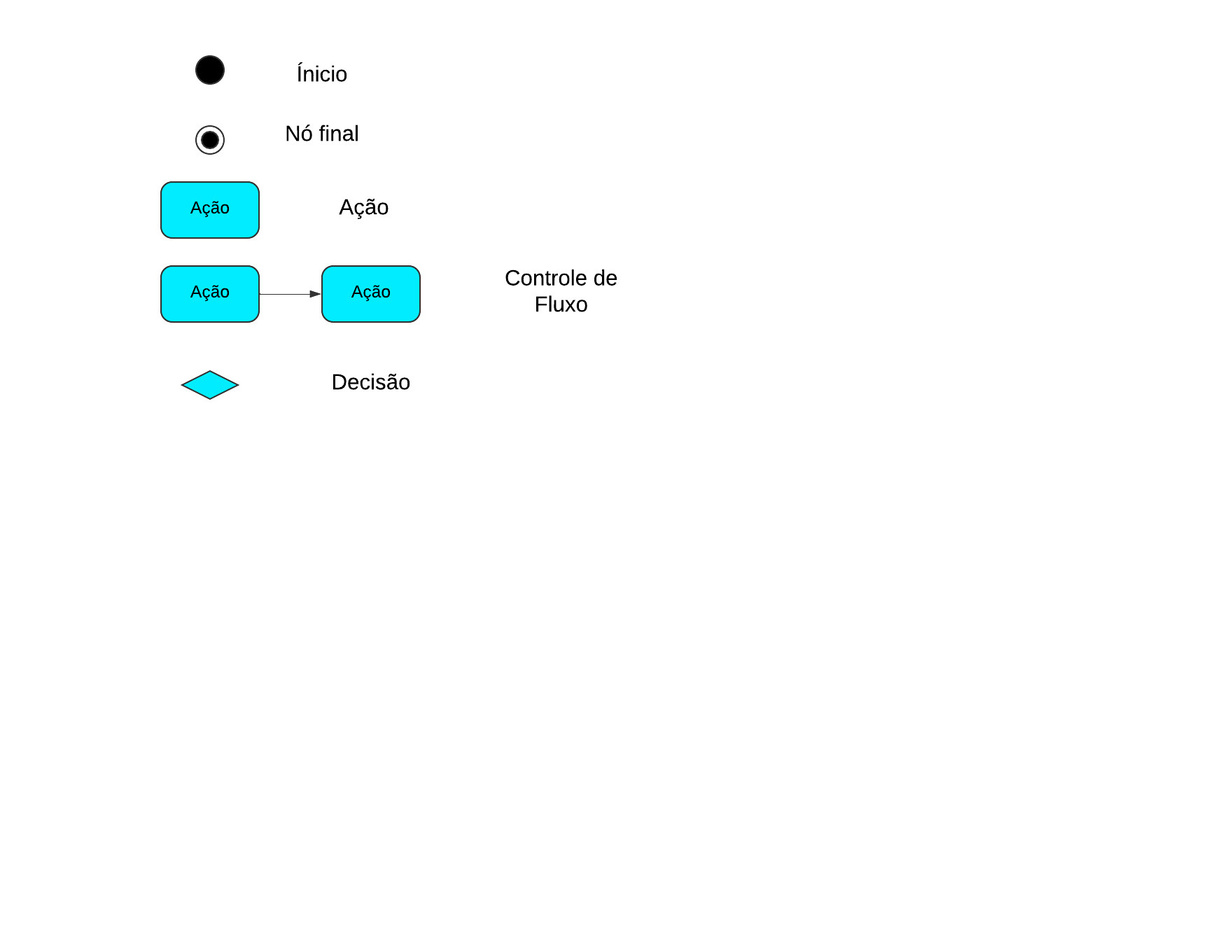 Ínicio
Nó final
Ação
Ação
Ação
Ação
Controle de
Fluxo
Decisão